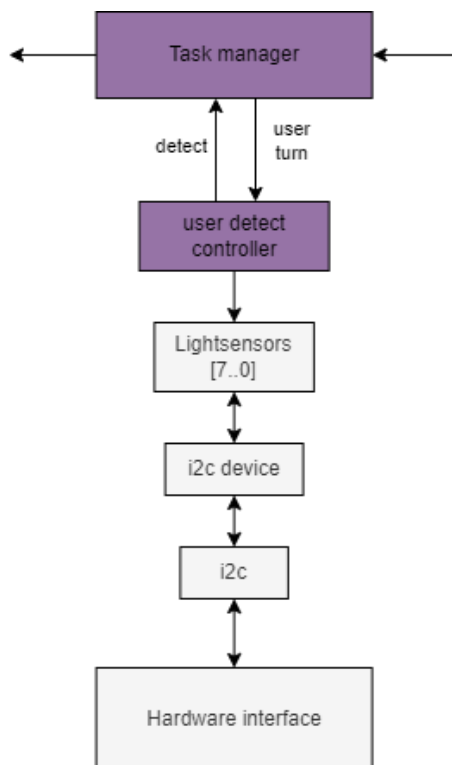 Task manager
detect
user
turn
user detect
controller
Lightsensors
[7..0]
i2c device
i2c
Hardware interface